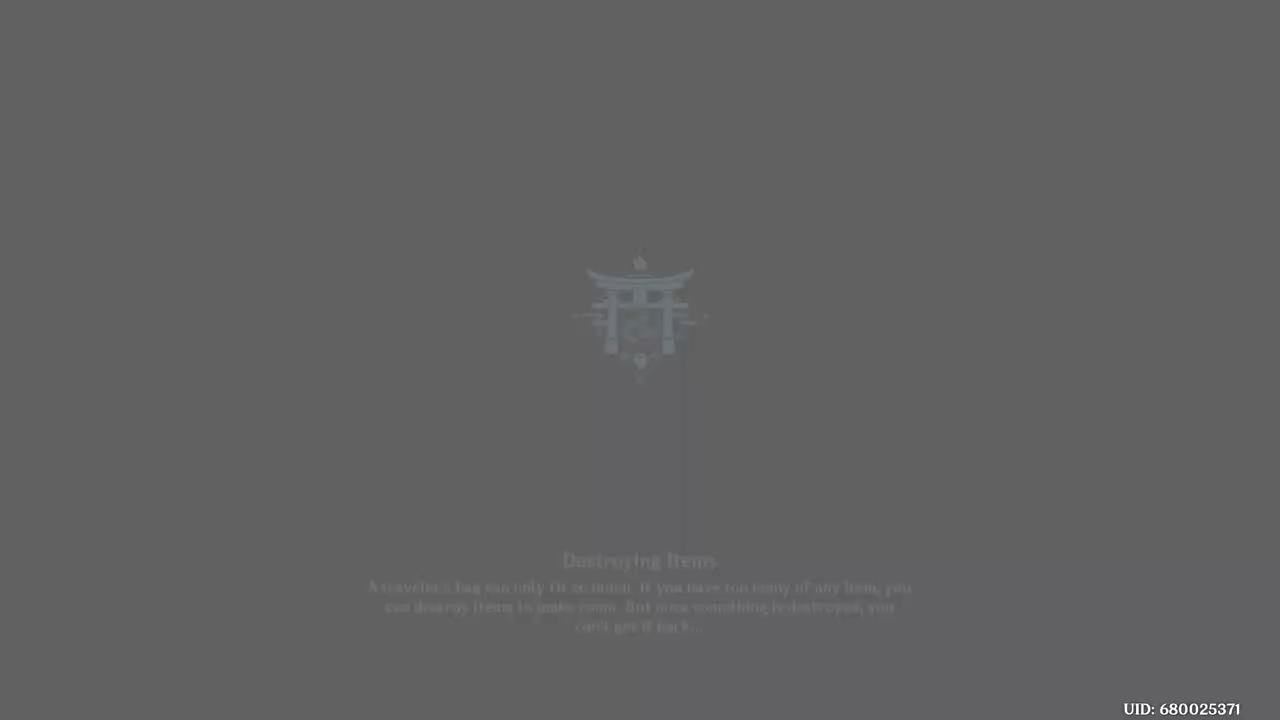 Destroying Items
A traveler's bag can only fit so much. If you have too many of any item, you
can destroy items to make room. But once something is destroyed, you
can't get it back...
UID: 680025371